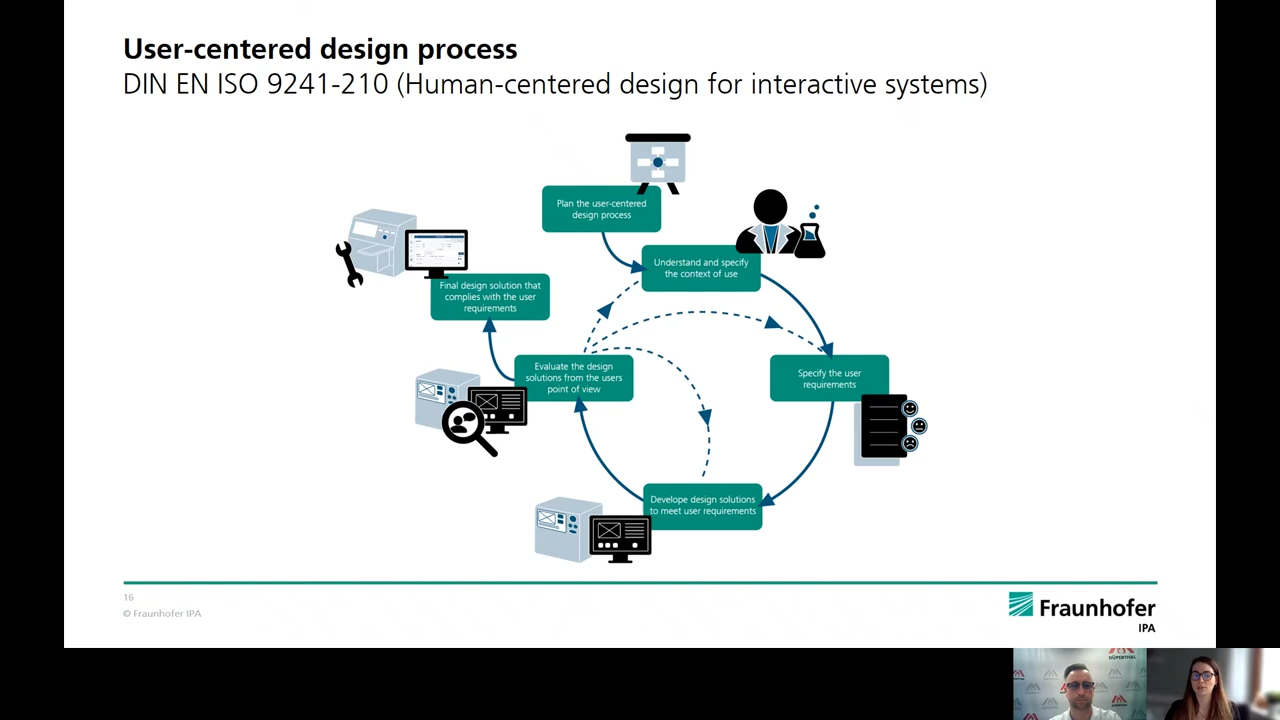 User-centered design process
DIN EN ISO 9241-210 (Human-centered design for interactive systems)
Plan the user-centered
design process
Understand and specify
the context of use
Final design solution that
complies with the user
requirements
Evaluate the design
solutions from the users
point of view
Specify the user
requirements
Develope design solutions
to meet user requirements
16
© Fraunhofer IPA
Fraunhofer
IPA
GÜPERTHAL